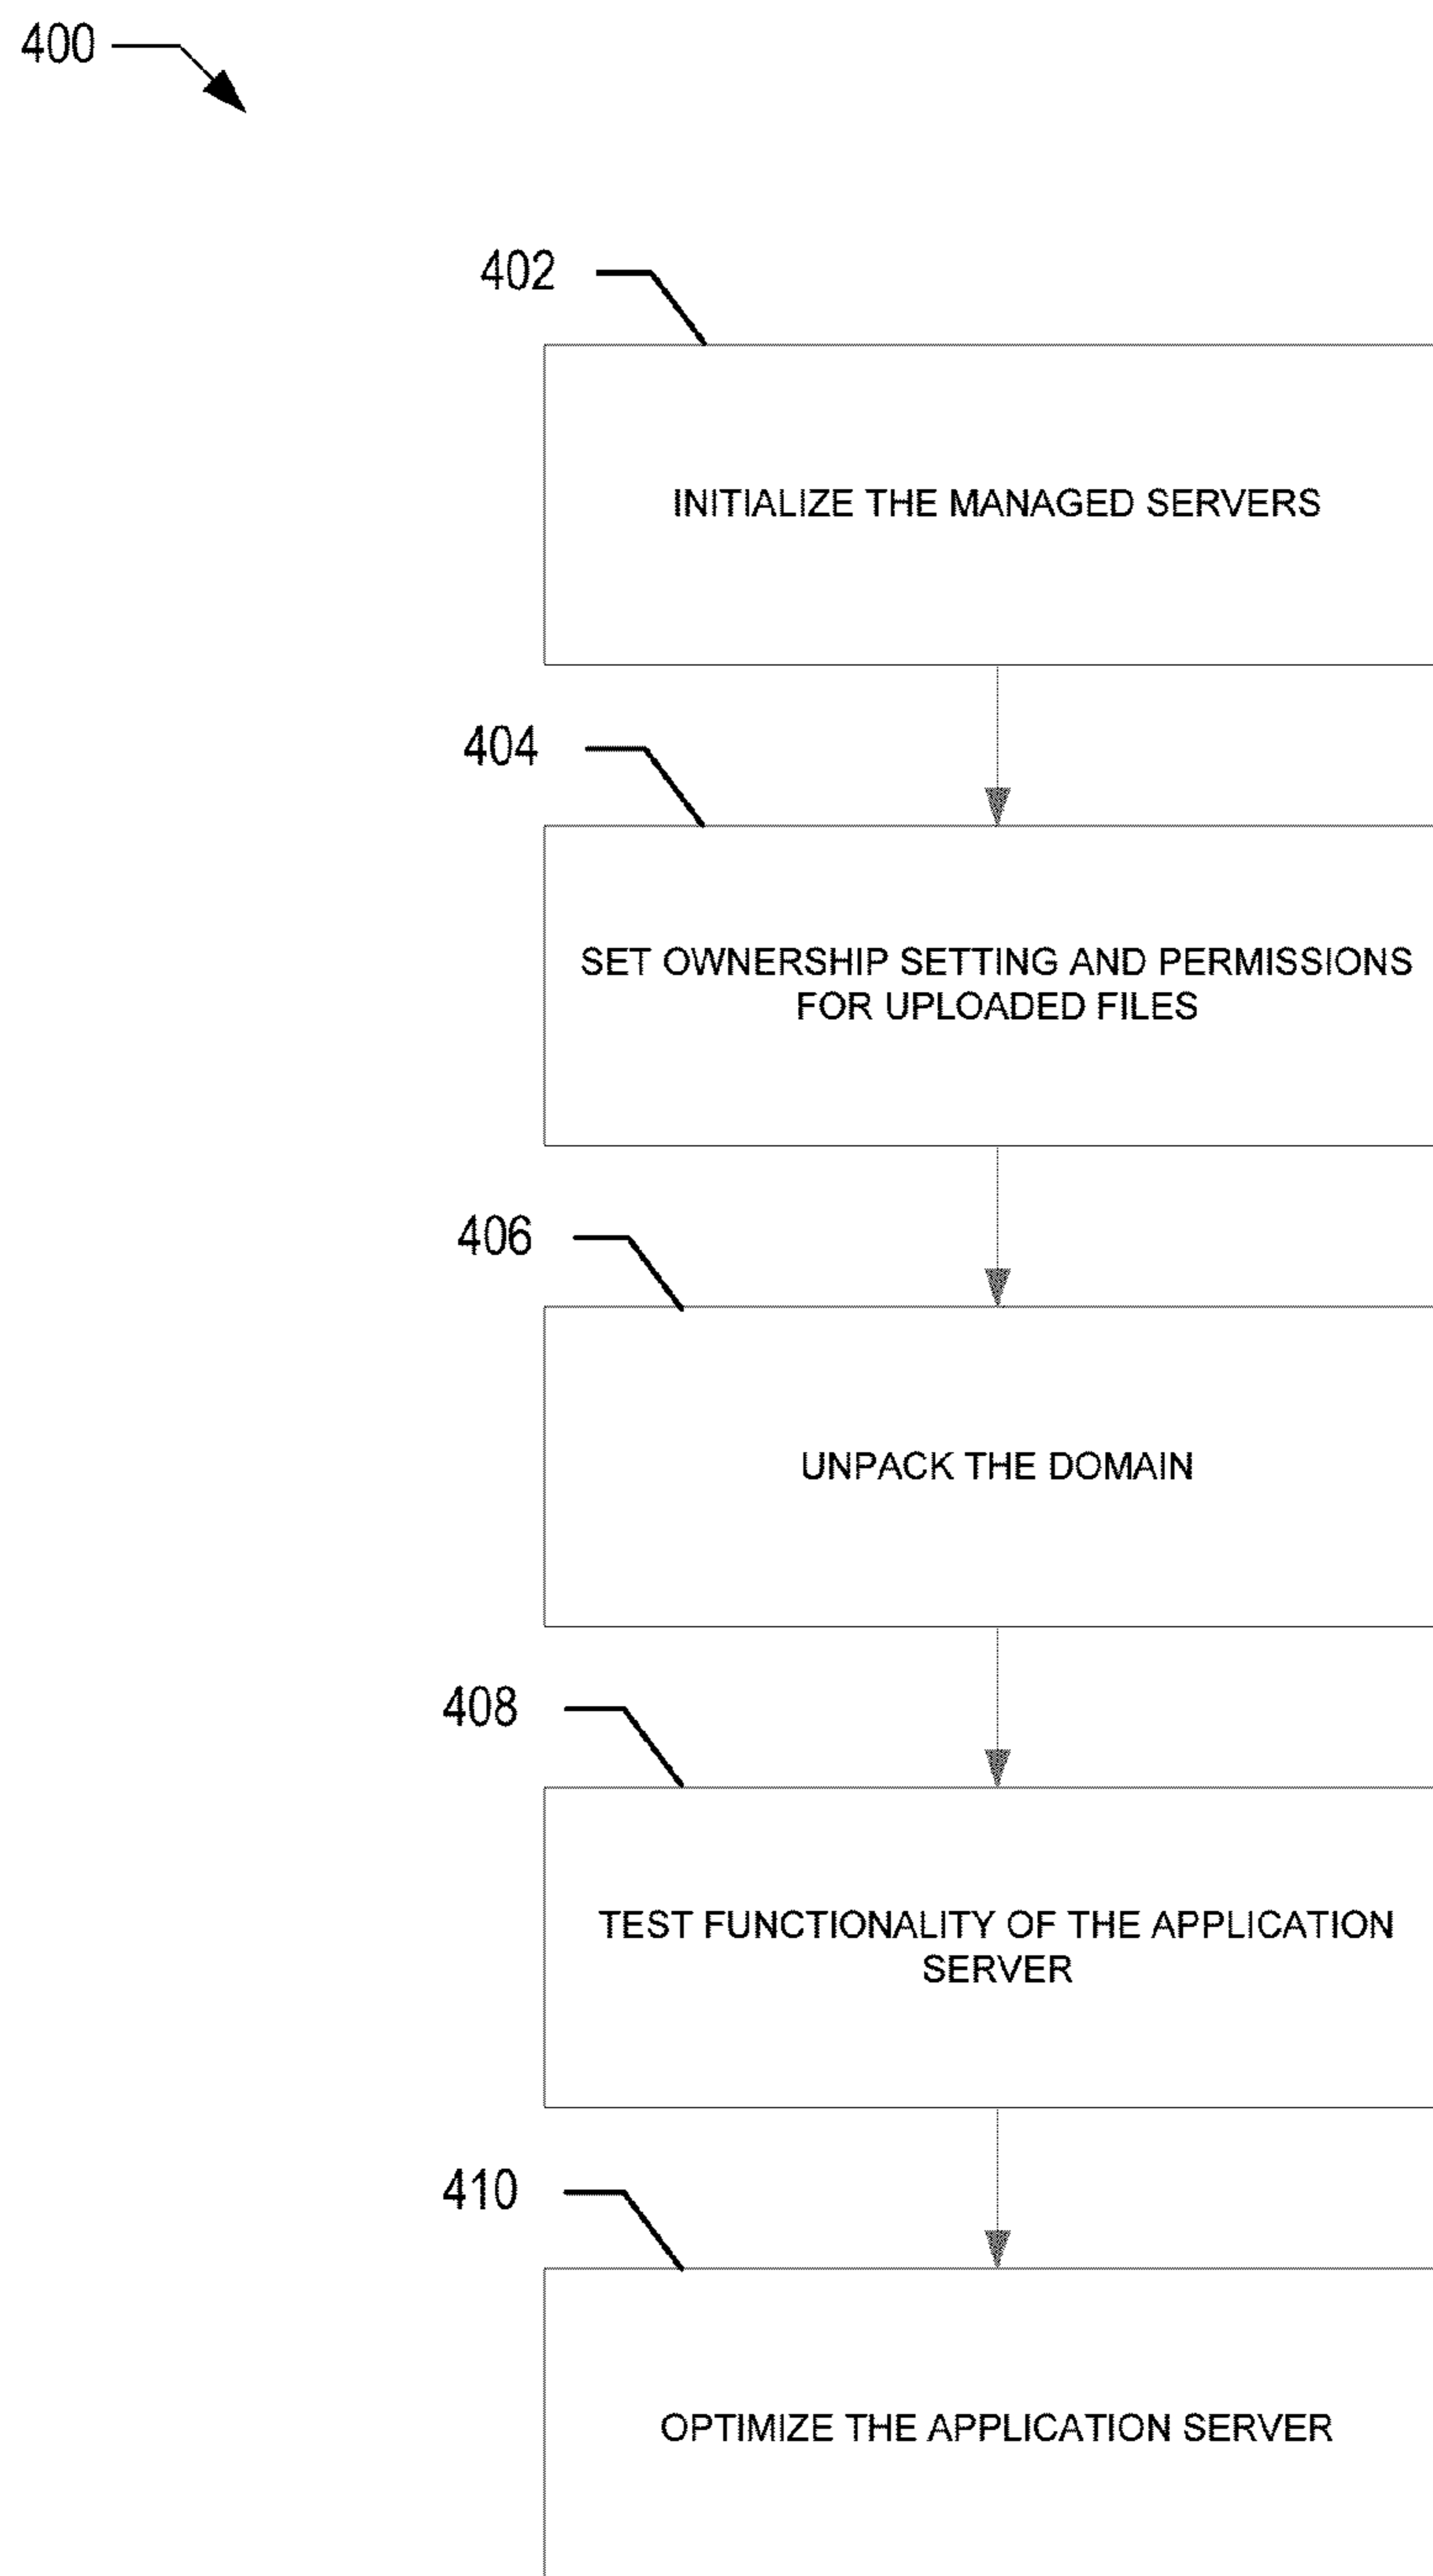 400
402
INITIALIZE THE MANAGED SERVERS
404
SET OWNERSHIP SETTING AND PERMISSIONS
FOR UPLOADED FILES
406
UNPACK THE DOMAIN
408
TEST FUNCTIONALITY OF THE APPLICATION
SERVER
410
OPTIMIZE THE APPLICATION SERVER